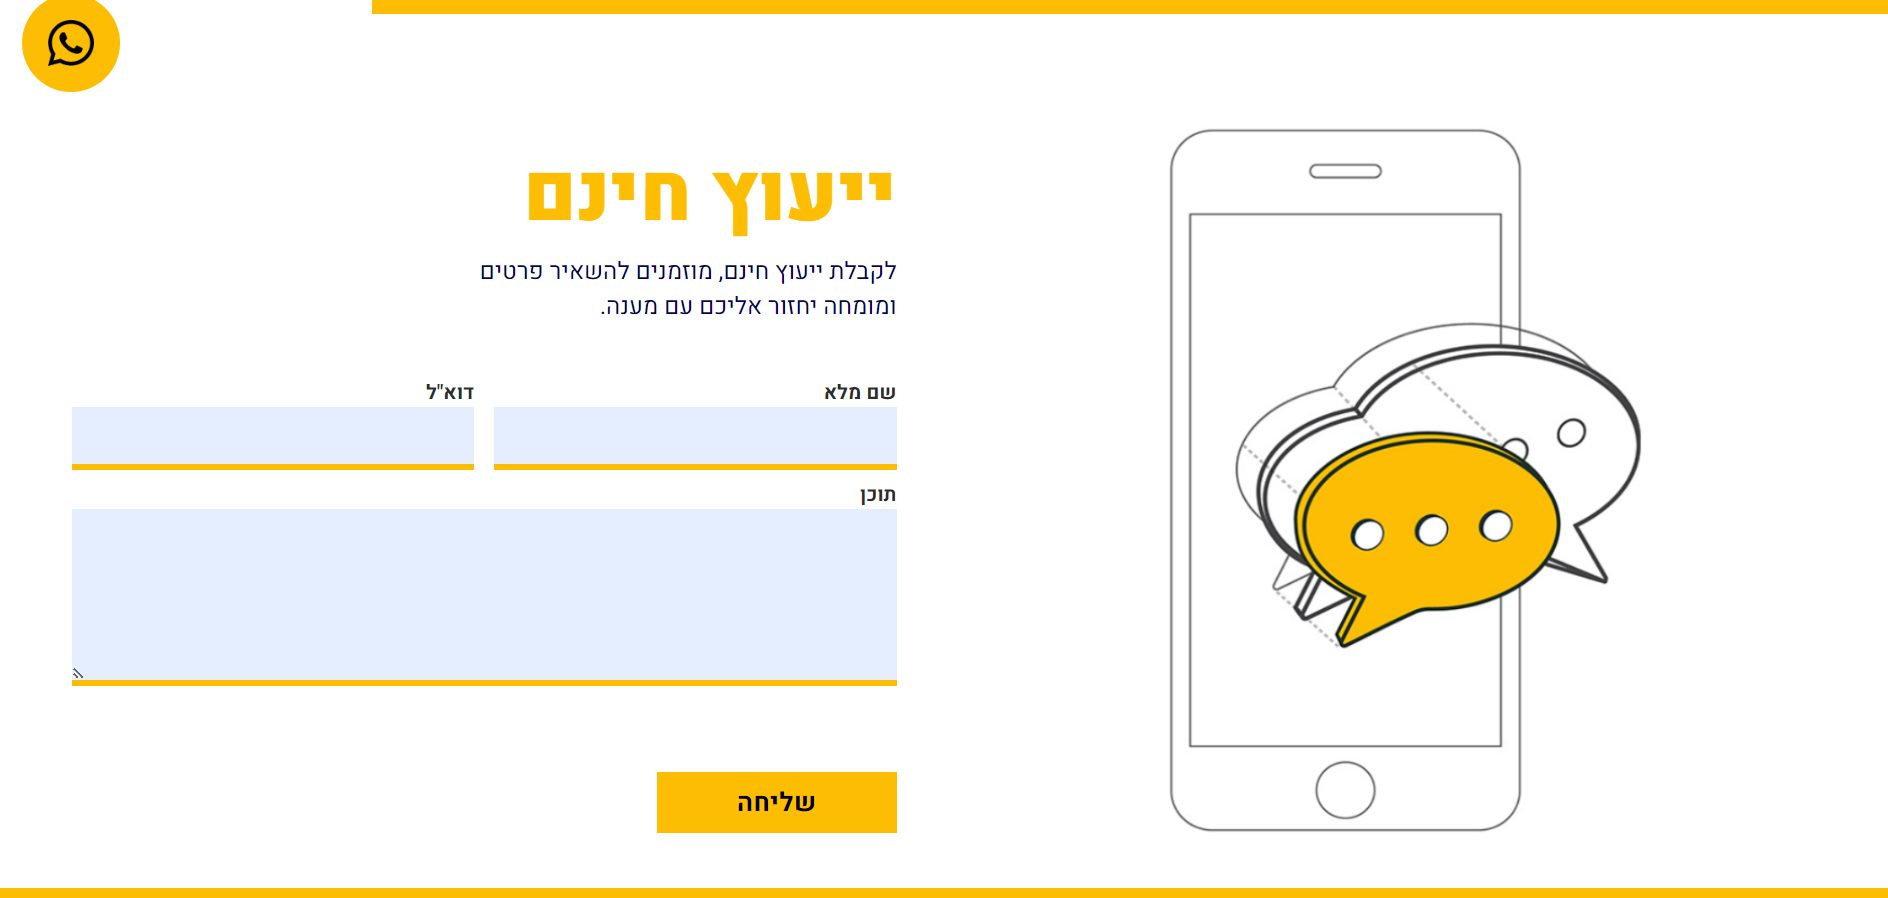 ייעוץ חינם
לקבלת ייעוץ חינם, מוזמנים להשאיר פרטים
ומומחה יחזור אליכם עם מענה.
שם מלא
דוא"ל
תוכן
שליחה